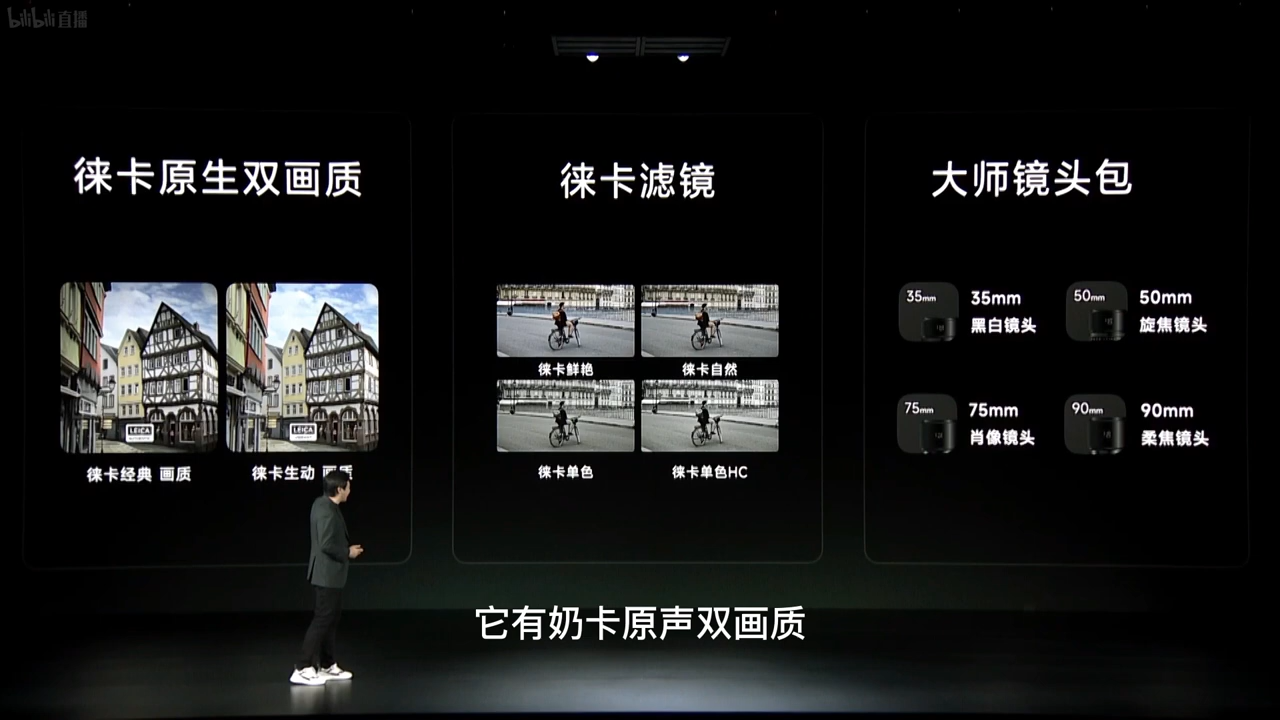 bilibili直播
徕卡原生双画质
徕卡滤镜
大师镜头包
LEICA
LEICA
徕卡经典 画质
徕卡生动 画质
徕卡鲜艳
徕卡自然
徕卡单色
徕卡单色HC
35mm
35mm
黑白镜头
50mm
50mm
旋焦镜头
75mm
75mm
肖像镜头
90mm
90mm
柔焦镜头
它有奶卡原声双画质